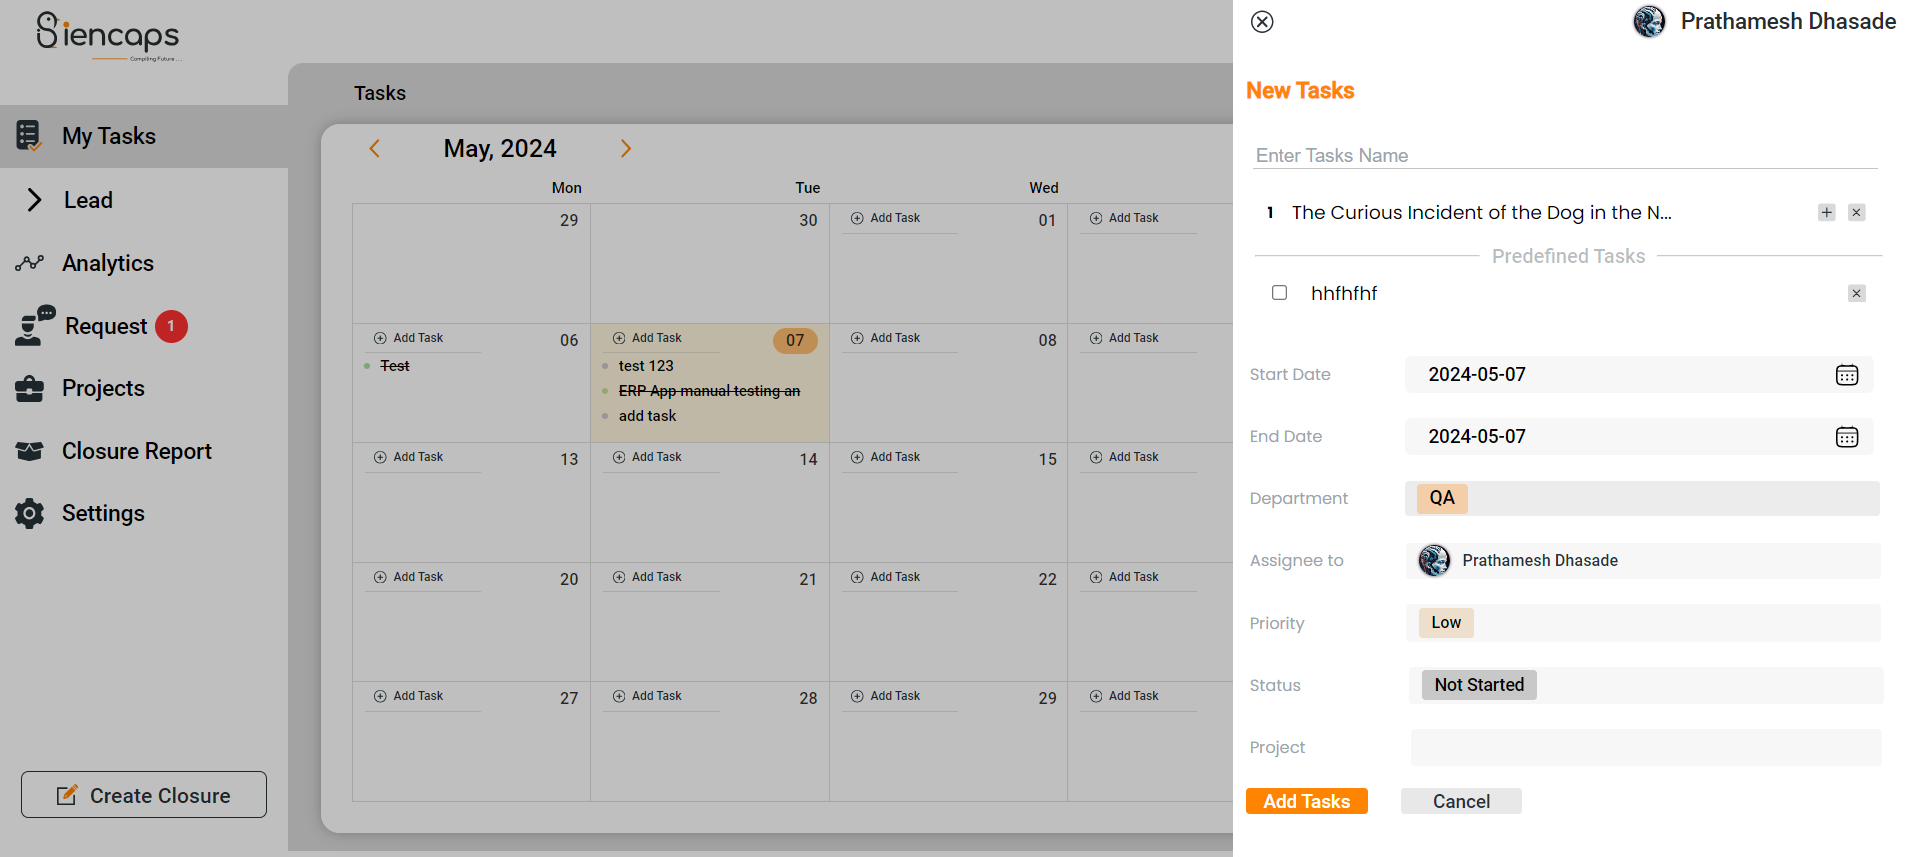 Siencaps
Compiling Future ...
My Tasks
Lead
Analytics
Request 1
Projects
Closure Report
Settings
Create Closure
Tasks
May, 2024
Mon Tue Wed
29 30 Add Task 01 Add Task
Add Task 06 Add Task 07 Add Task 08 Add Task
Test
test 123
ERP App manual testing an
add task
Add Task 13 Add Task 14 Add Task 15 Add Task
Add Task 20 Add Task 21 Add Task 22 Add Task
Add Task 27 Add Task 28 Add Task 29 Add Task
Prathamesh Dhasade
New Tasks
Enter Tasks Name
1 The Curious Incident of the Dog in the N...
Predefined Tasks
hhfhfhf
Start Date 2024-05-07
End Date 2024-05-07
Department QA
Assignee to Prathamesh Dhasade
Priority Low
Status Not Started
Project
Add Tasks Cancel